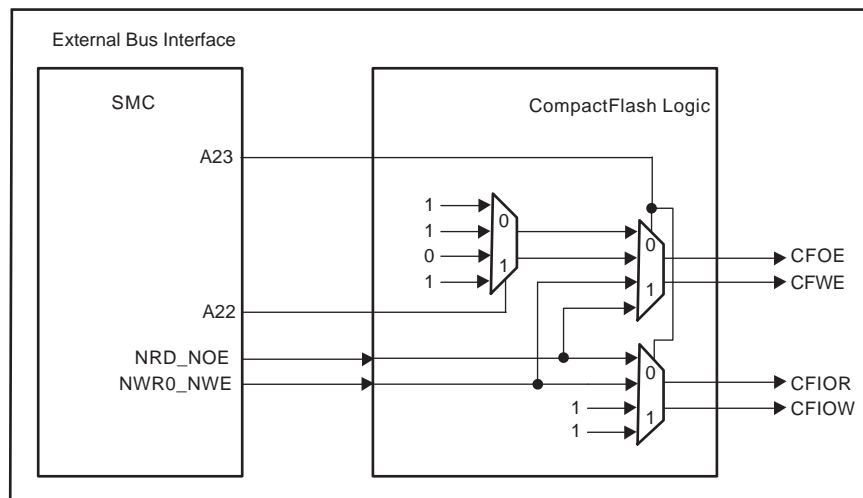 External Bus Interface
SMC
CompactFlash Logic
A23
1
1
0
1
0
1
0
1
CFOE
CFWE
A22
NRD_NOE
NWR0_NWE
0
1
1
1
CFIOR
CFIOW